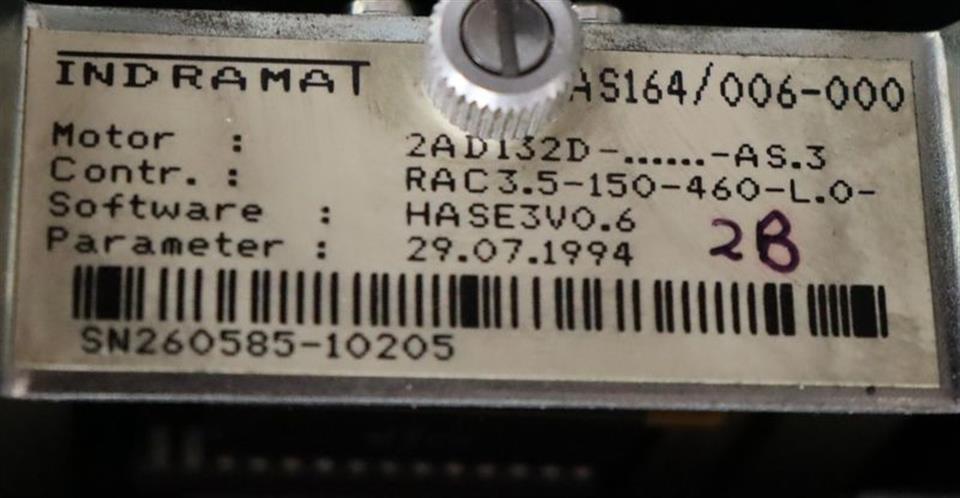 INDRAMAT AS164/006-000
Motor : 2AD132D-......-AS.3
Contr. : RAC3.5-150-460-L.0-
Software : HASE3V0.6
Parameter : 29.07.1994 2B
SN260585-10205